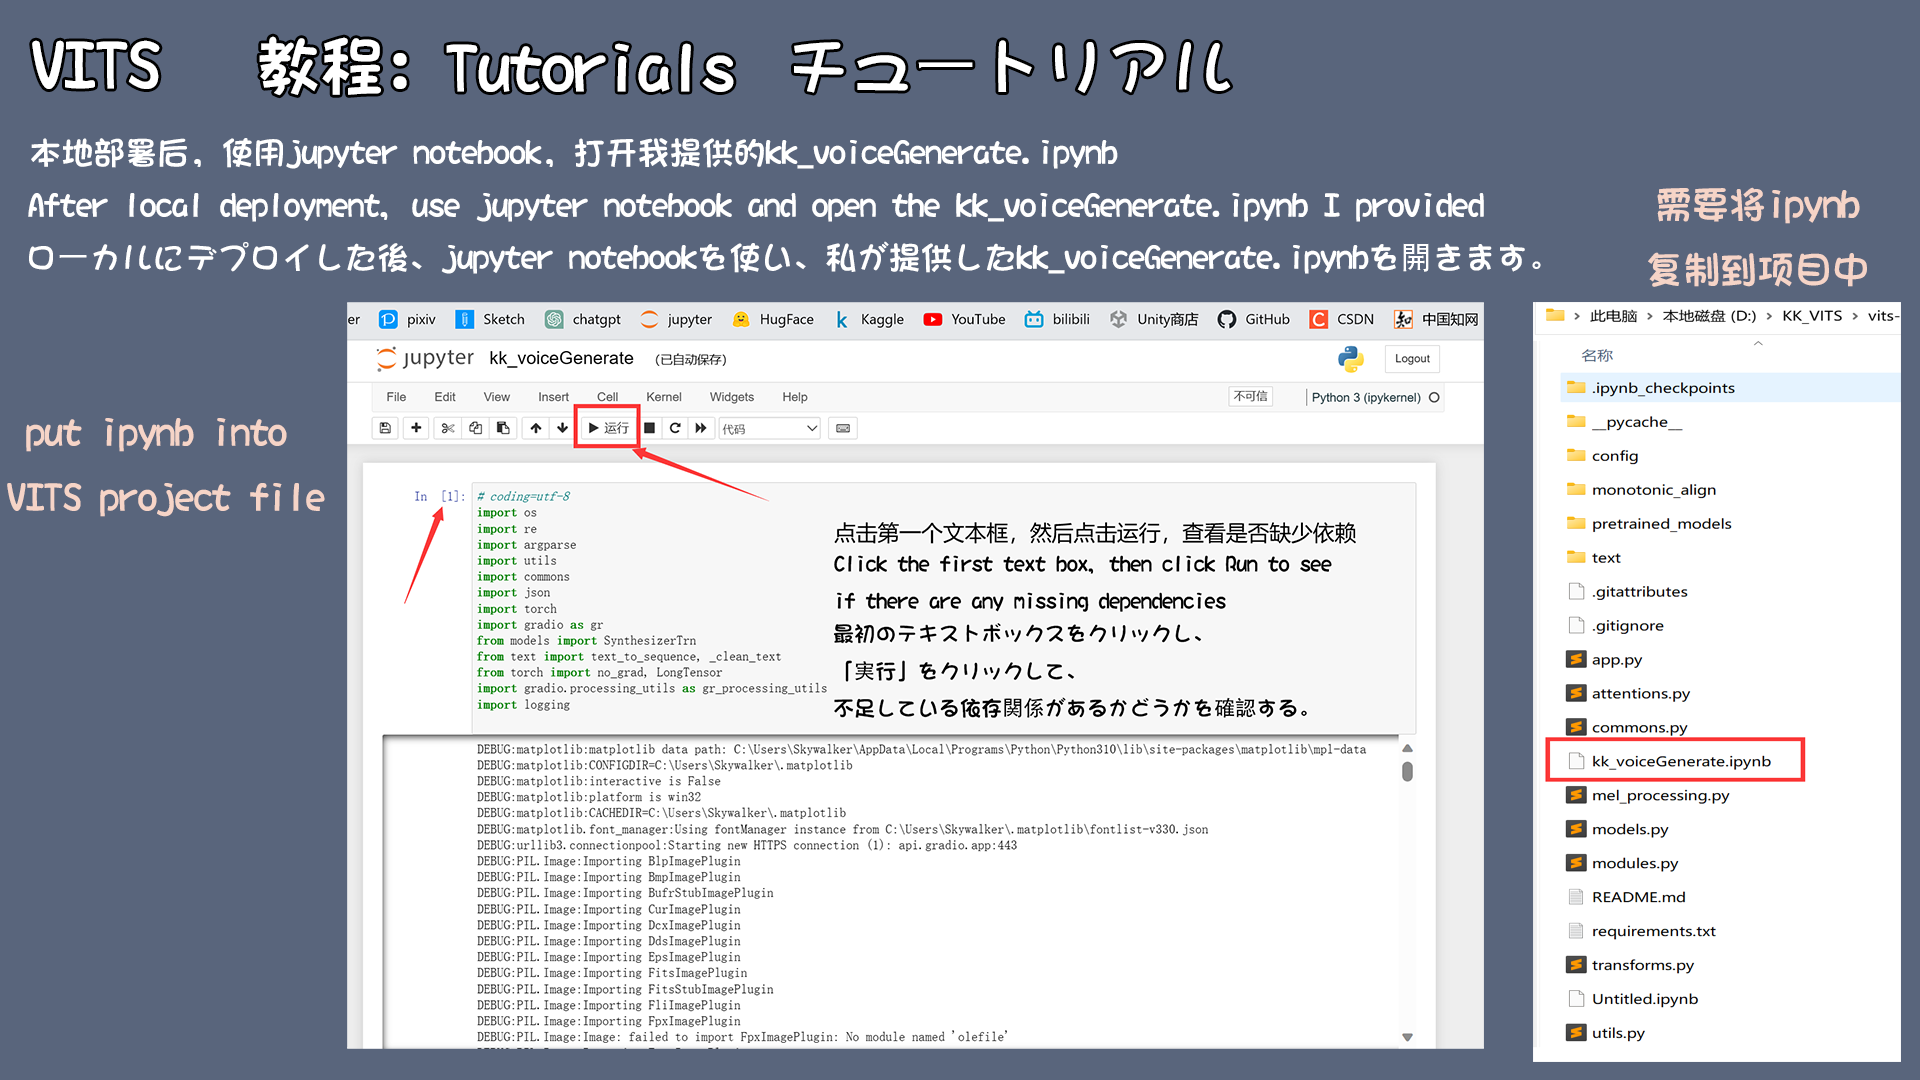 VITS 教程: Tutorials チュートリアル
本地部署后，使用jupyter notebook，打开我提供的kk_voiceGenerate.ipynb
After local deployment, use jupyter notebook and open the kk_voiceGenerate.ipynb I provided
ローカルにデプロイした後、jupyter notebookを使い、私が提供したkk_voiceGenerate.ipynbを開きます。
需要将ipynb
复制到项目中
put ipynb into
VITS project file
er pixiv Sketch chatgpt jupyter HugFace Kaggle YouTube bilibili Unity商店 GitHub CSDN 中国知网
jupyter kk_voiceGenerate (已自动保存) Logout
File Edit View Insert Cell Kernel Widgets Help 不可信 Python 3 (ipykernel)
运行 代码
In [1]: # coding=utf-8
import os
import re
import argparse
import utils
import commons
import json
import torch
import gradio as gr
from models import SynthesizerTrn
from text import text_to_sequence, _clean_text
from torch import no_grad, LongTensor
import gradio.processing_utils as gr_processing_utils
import logging
点击第一个文本框，然后点击运行，查看是否缺少依赖
Click the first text box, then click Run to see
if there are any missing dependencies
最初のテキストボックスをクリックし、
「実行」をクリックして、
不足している依存関係があるかどうかを確認する。
DEBUG:matplotlib:matplotlib data path: C:\Users\Skywalker\AppData\Local\Programs\Python\Python310\lib\site-packages\matplotlib\mpl-data
DEBUG:matplotlib:CONFIGDIR=C:\Users\Skywalker\.matplotlib
DEBUG:matplotlib:interactive is False
DEBUG:matplotlib:platform is win32
DEBUG:matplotlib:CACHEDIR=C:\Users\Skywalker\.matplotlib
DEBUG:matplotlib.font_manager:Using fontManager instance from C:\Users\Skywalker\.matplotlib\fontlist-v330.json
DEBUG:urllib3.connectionpool:Starting new HTTPS connection (1): api.gradio.app:443
DEBUG:PIL.Image:Importing BlpImagePlugin
DEBUG:PIL.Image:Importing BmpImagePlugin
DEBUG:PIL.Image:Importing BufrStubImagePlugin
DEBUG:PIL.Image:Importing CurImagePlugin
DEBUG:PIL.Image:Importing DcxImagePlugin
DEBUG:PIL.Image:Importing DdsImagePlugin
DEBUG:PIL.Image:Importing EpsImagePlugin
DEBUG:PIL.Image:Importing FitsImagePlugin
DEBUG:PIL.Image:Importing FitsStubImagePlugin
DEBUG:PIL.Image:Importing FliImagePlugin
DEBUG:PIL.Image:Importing FpxImagePlugin
DEBUG:PIL.Image:Image: failed to import FpxImagePlugin: No module named 'olefile'
此电脑 > 本地磁盘 (D:) > KK_VITS > vits-
名称
.ipynb_checkpoints
__pycache__
config
monotonic_align
pretrained_models
text
.gitattributes
.gitignore
app.py
attentions.py
commons.py
kk_voiceGenerate.ipynb
mel_processing.py
models.py
modules.py
README.md
requirements.txt
transforms.py
Untitled.ipynb
utils.py